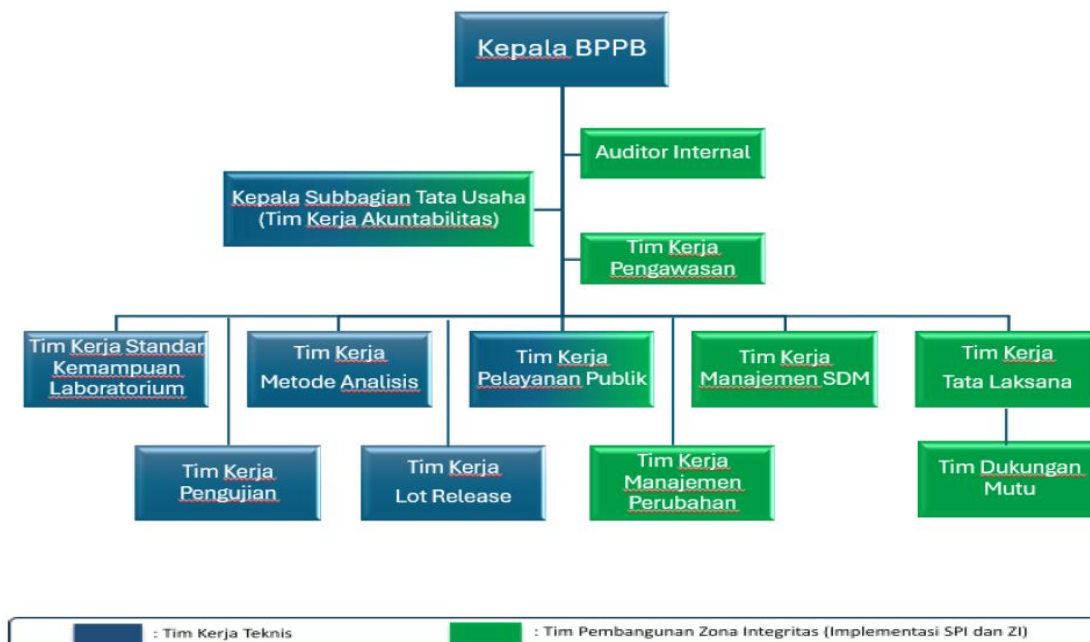 Kepala BPPB
Auditor Internal
Kepala Subbagian Tata Usaha
(Tim Kerja Akuntabilitas)
Tim Kerja
Pengawasan
Tim Kerja Standar
Kemampuan
Laboratorium
Tim Kerja
Metode Analisis
Tim Kerja
Pelayanan Publik
Tim Kerja
Manajemen SDM
Tim Kerja
Tata Laksana
Tim Kerja
Pengujian
Tim Kerja
Lot Release
Tim Kerja
Manajemen
Perubahan
Tim Dukungan
Mutu
: Tim Kerja Teknis
: Tim Pembangunan Zona Integritas (Implementasi SPI dan ZI)